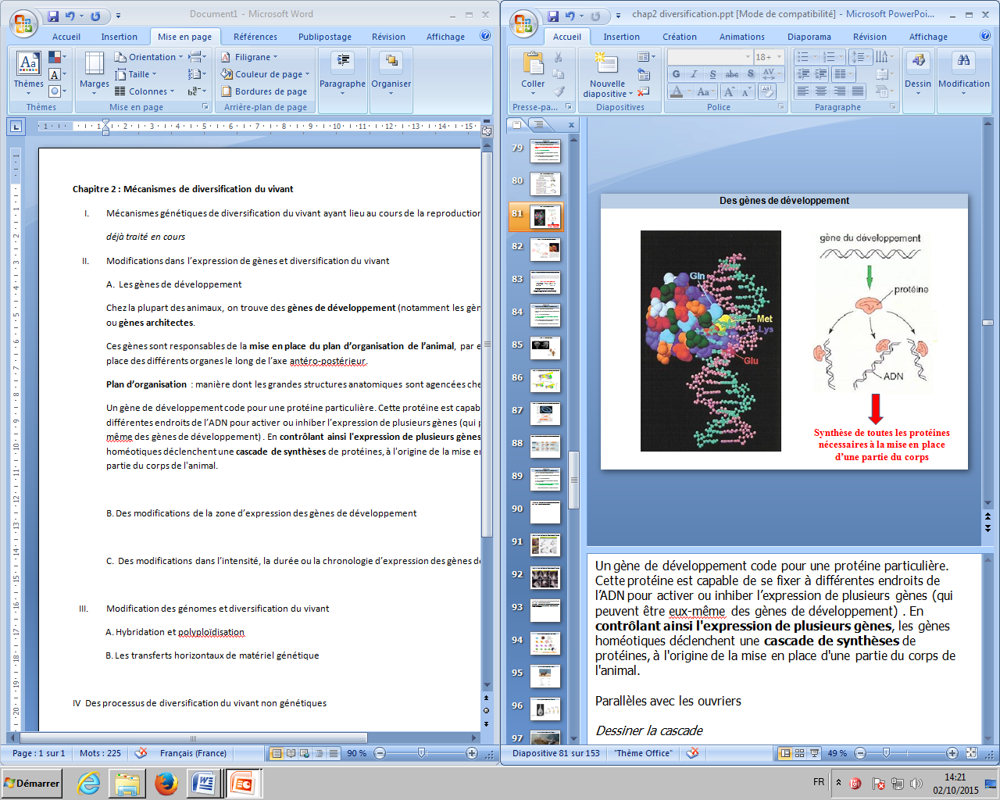 Document1 - Microsoft Word
Accueil Insertion Mise en page Références Publipostage Révision Affichage
Thèmes Marges Orientation Taille Colonnes Filigrane Couleur de page Bordures de page Paragraphe Organiser
Thèmes Mise en page Arrière-plan de page
Chapitre 2 : Mécanismes de diversification du vivant
I. Mécanismes génétiques de diversification du vivant ayant lieu au cours de la reproduction
déjà traité en cours
II. Modifications dans l'expression de gènes et diversification du vivant
A. Les gènes de développement
Chez la plupart des animaux, on trouve des gènes de développement (notamment les gèn
ou gènes architectes.
Ces gènes sont responsables de la mise en place du plan d'organisation de l'animal, par e
place des différents organes le long de l'axe antéro-postérieur.
Plan d'organisation : manière dont les grandes structures anatomiques sont agencées che
Un gène de développement code pour une protéine particulière. Cette protéine est capab
différentes endroits de l'ADN pour activer ou inhiber l'expression de plusieurs gènes (qui p
même des gènes de développement) . En contrôlant ainsi l'expression de plusieurs gènes
homéotiques déclenchent une cascade de synthèses de protéines, à l'origine de la mise en
partie du corps de l'animal.
B. Des modifications de la zone d'expression des gènes de développement
C. Des modifications dans l'intensité, la durée ou la chronologie d'expression des gènes de
III. Modification des génomes et diversification du vivant
A. Hybridation et polyploïdisation
B. Les transferts horizontaux de matériel génétique
IV Des processus de diversification du vivant non génétiques
Page : 1 sur 1 Mots : 225 Français (France) 90 %
chap2 diversification.ppt [Mode de compatibilité] - Microsoft PowerPoi...
Accueil Insertion Création Animations Diaporama Révision Affichage
Coller Nouvelle diapositive 18 G I S abc S AV A Aa A A Dessin Modification
Presse-pa... Diapositives Police Paragraphe
79
80
81
82
83
84
85
86
87
88
89
90
91
92
93
94
95
96
97
Des gènes de développement
Gln
Met
Lys
Glu
gène du développement
protéine
ADN
Synthèse de toutes les protéines
nécessaires à la mise en place
d'une partie du corps
Un gène de développement code pour une protéine particulière.
Cette protéine est capable de se fixer à différentes endroits de
l'ADN pour activer ou inhiber l'expression de plusieurs gènes (qui
peuvent être eux-même des gènes de développement) . En
contrôlant ainsi l'expression de plusieurs gènes, les gènes
homéotiques déclenchent une cascade de synthèses de
protéines, à l'origine de la mise en place d'une partie du corps de
l'animal.
Parallèles avec les ouvriers
Dessiner la cascade
Diapositive 81 sur 153 "Thème Office" 49 %
Démarrer FR 14:21
02/10/2015